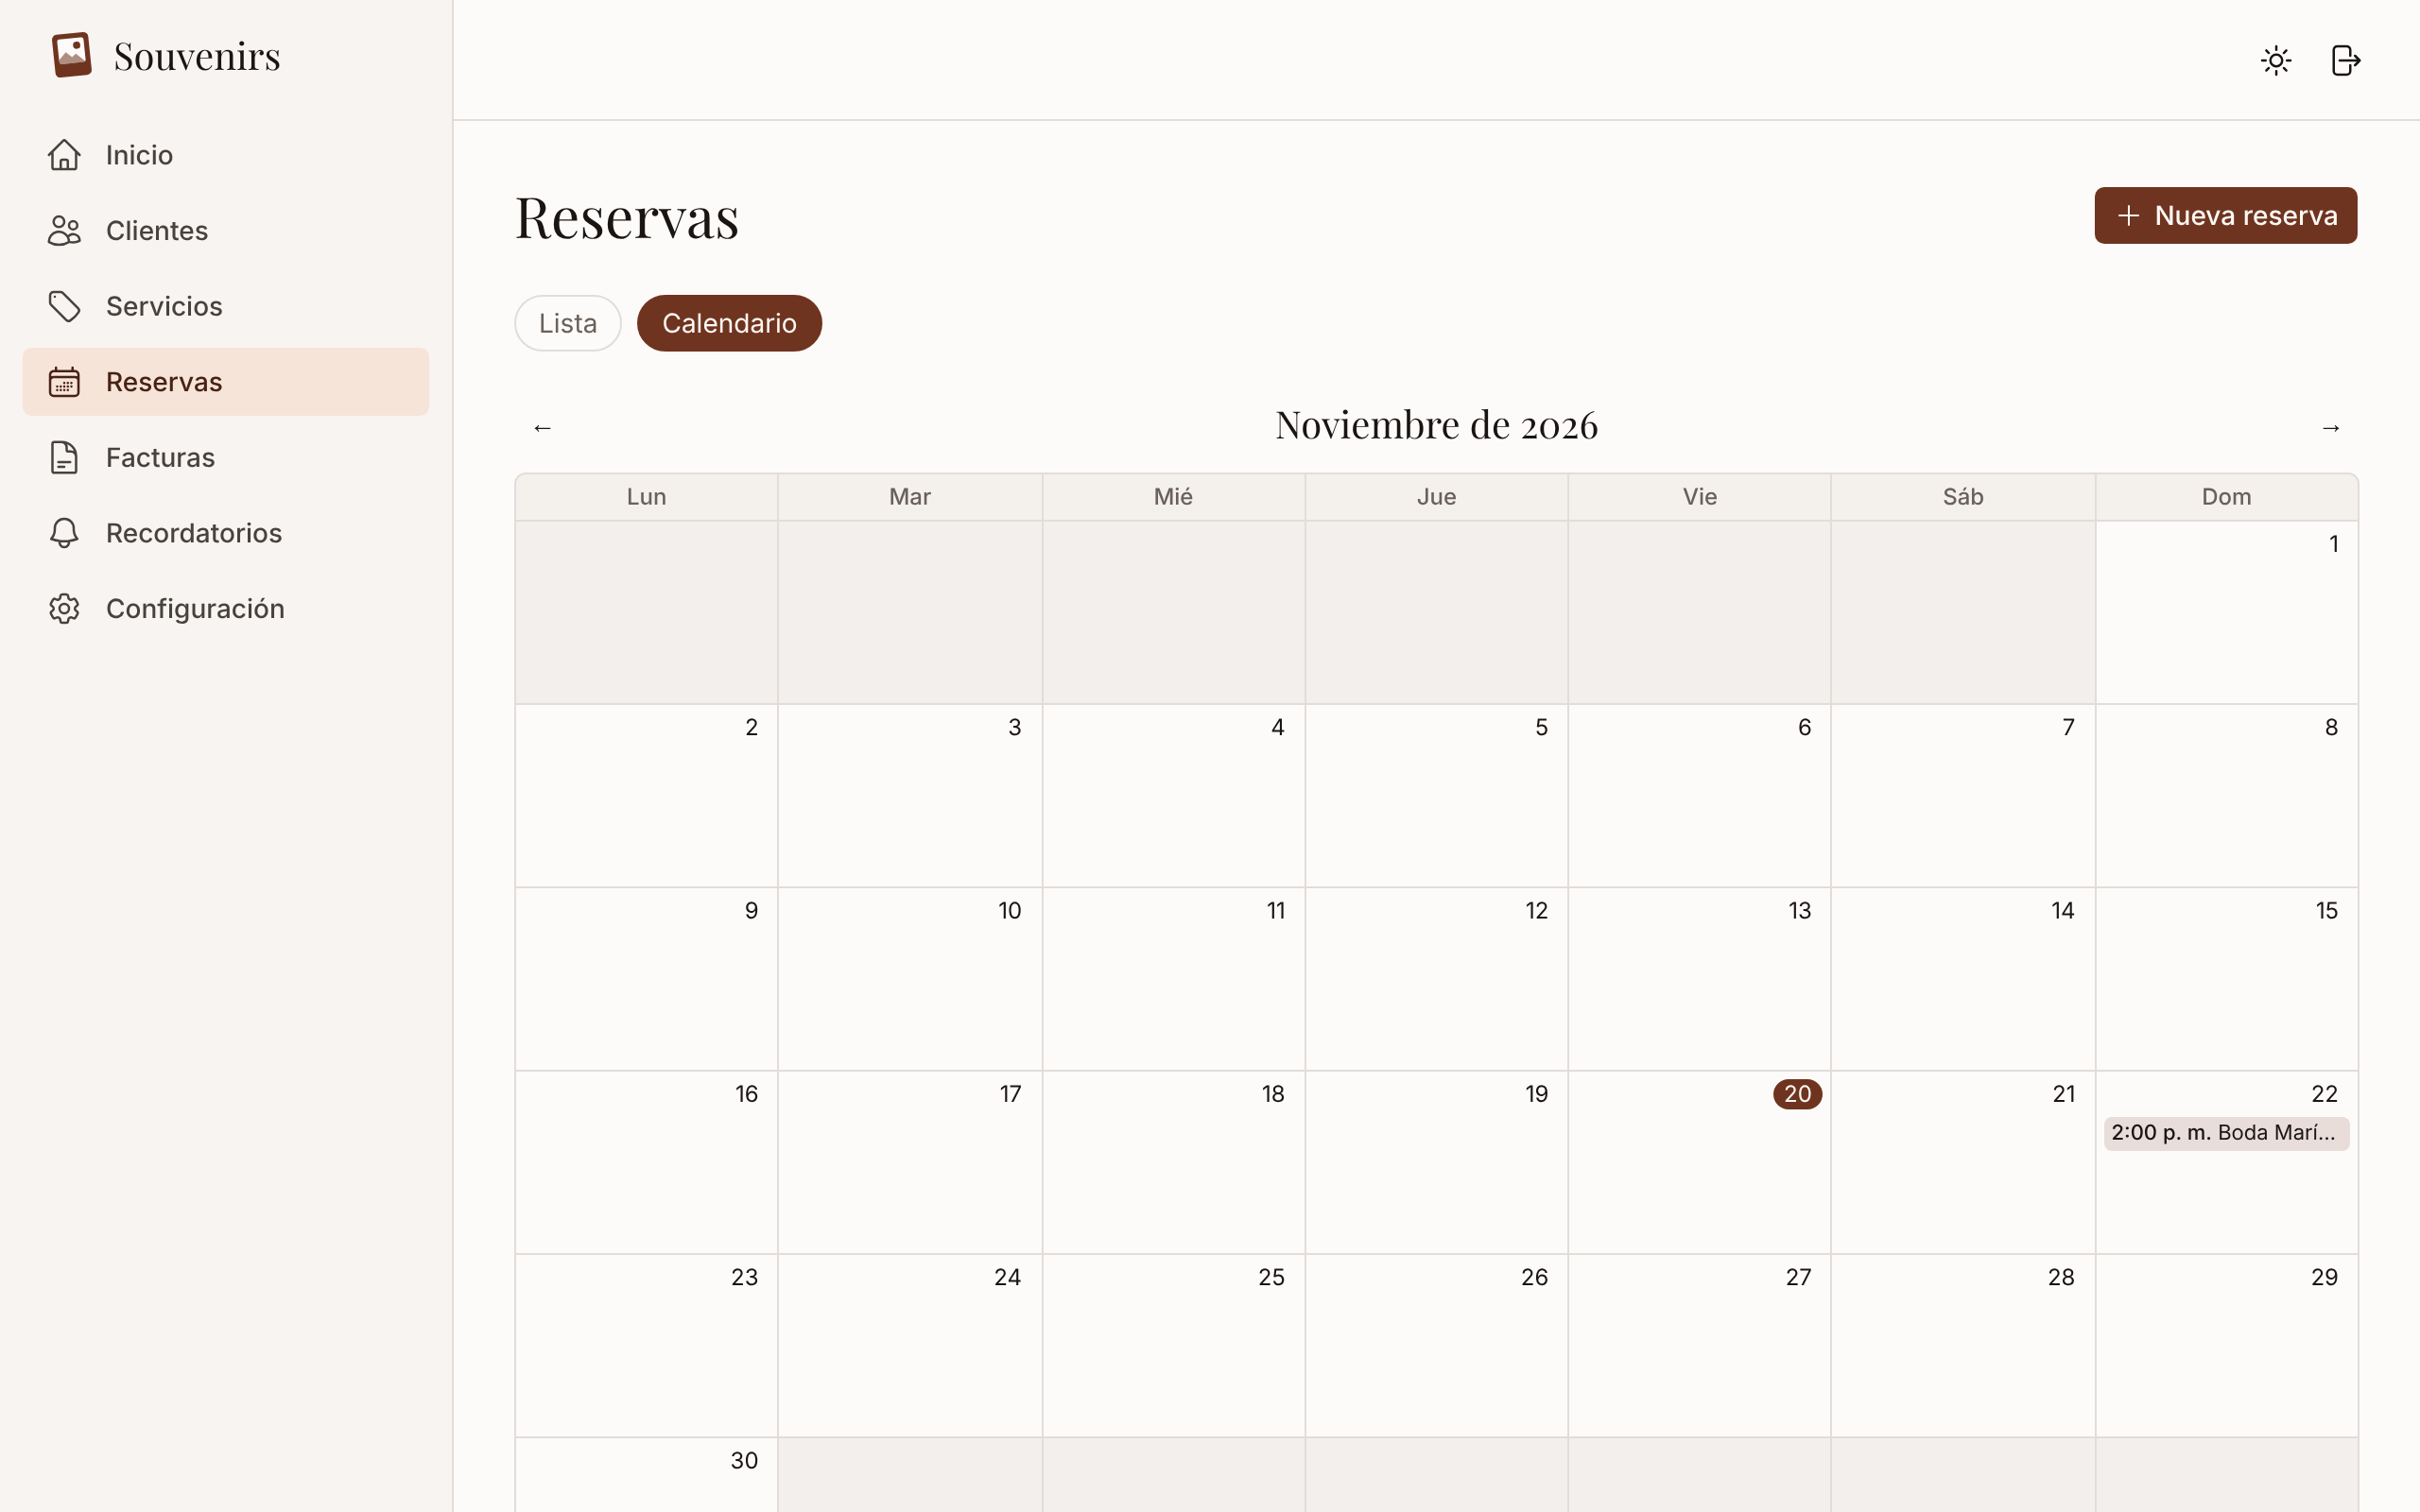 Souvenirs
Inicio
Clientes
Servicios
Reservas
Facturas
Recordatorios
Configuración
Reservas
+ Nueva reserva
Lista Calendario
← Noviembre de 2026 →
Lun Mar Mié Jue Vie Sáb Dom
1
2 3 4 5 6 7 8
9 10 11 12 13 14 15
16 17 18 19 20 21 22
2:00 p. m. Boda Marí...
23 24 25 26 27 28 29
30